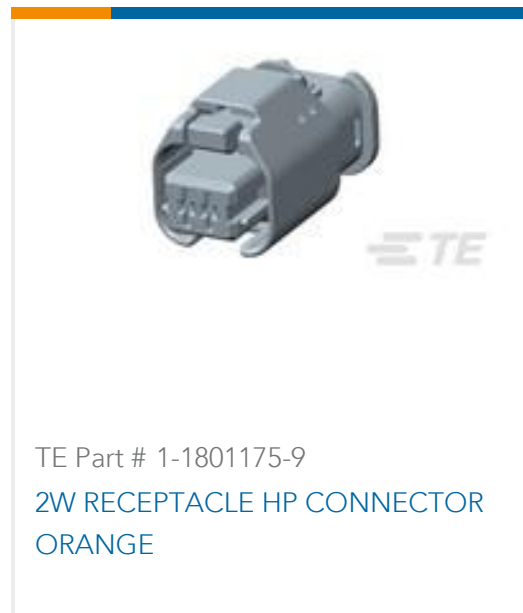 TE
TE Part # 1-1801175-9
2W RECEPTACLE HP CONNECTOR
ORANGE